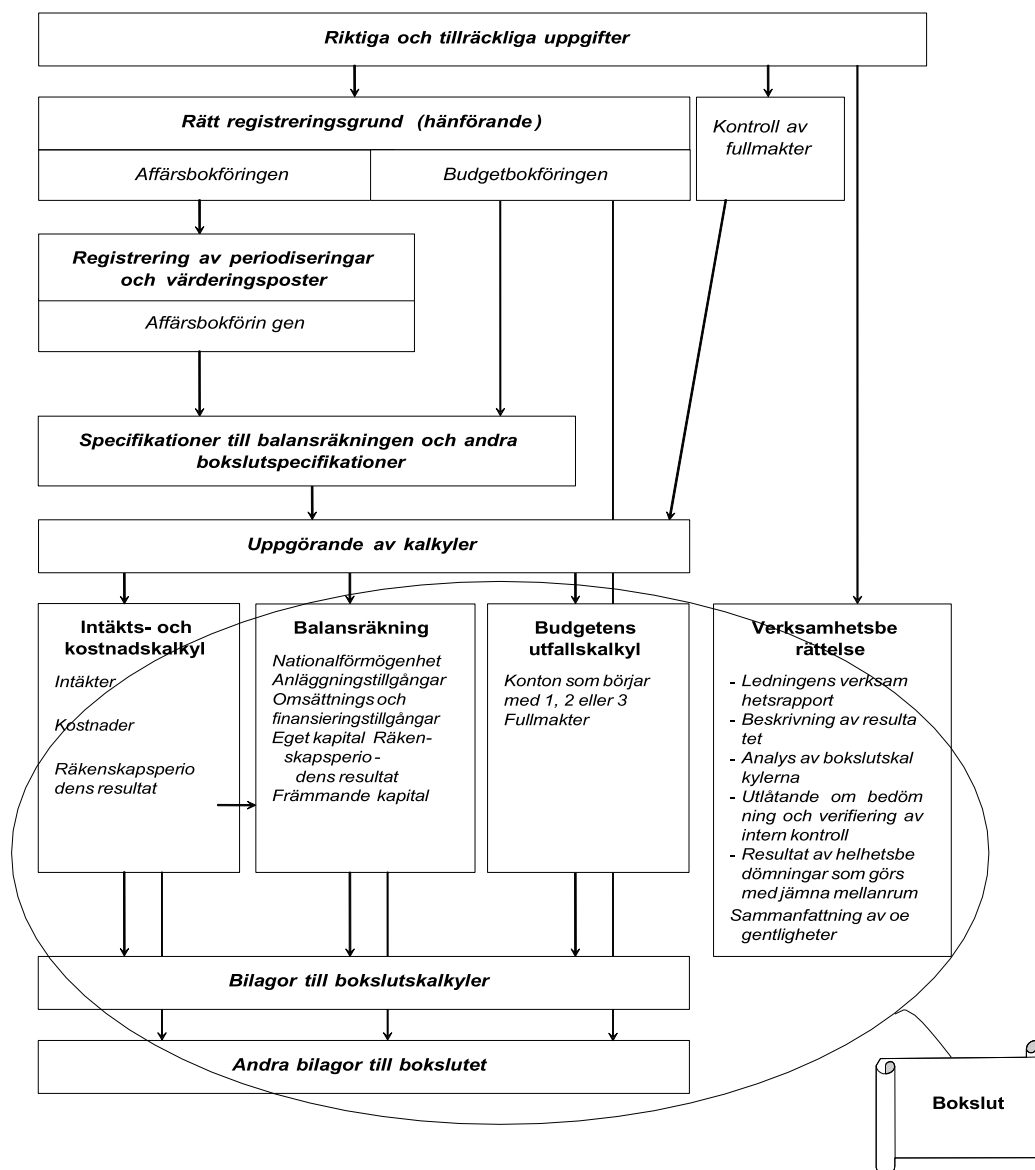 Riktiga och tillräckliga uppgifter
Rätt registreringsgrund (hänförande)
Affärsbokföringen
Budgetbokföringen
Kontroll av
fullmakter
Registrering av periodiseringar
och värderingsposter
Affärsbokförin gen
Specifikationer till balansräkningen och andra
bokslutspecifikationer
Uppgörande av kalkyler
Intäkts- och
kostnadskalkyl
Intäkter
Kostnader
Räkenskapsperio
dens resultat
Balansräkning
Nationalförmögenhet
Anläggningstillgångar
Omsättnings och
finansieringstillgångar
Eget kapital Räken-
skapsperio -
dens resultat
Främmande kapital
Budgetens
utfallskalkyl
Konton som börjar
med 1, 2 eller 3
Fullmakter
Verksamhetsbe
rättelse
- Ledningens verksam
hetsrapport
- Beskrivning av resulta
tet
- Analys av bokslutskal
kylerna
- Utlåtande om bedöm
ning och verifiering av
intern kontroll
- Resultat av helhetsbe
dömningar som görs
med jämna mellanrum
Sammanfattning av oe
gentligheter
Bilagor till bokslutskalkyler
Andra bilagor till bokslutet
Bokslut